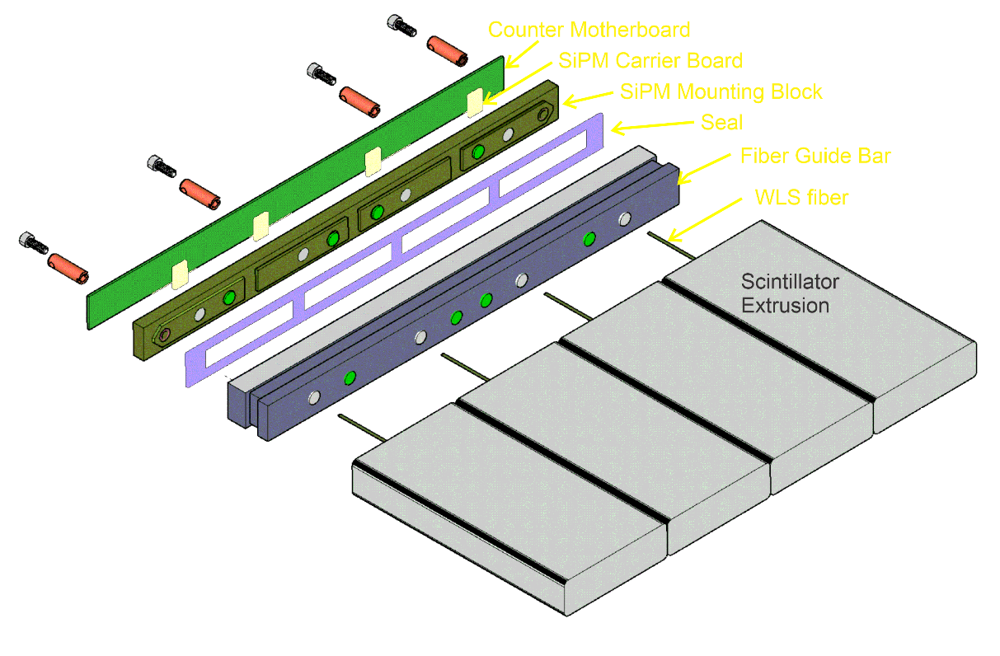 Counter Motherboard
SiPM Carrier Board
SiPM Mounting Block
Seal
Fiber Guide Bar
WLS fiber
Scintillator
Extrusion